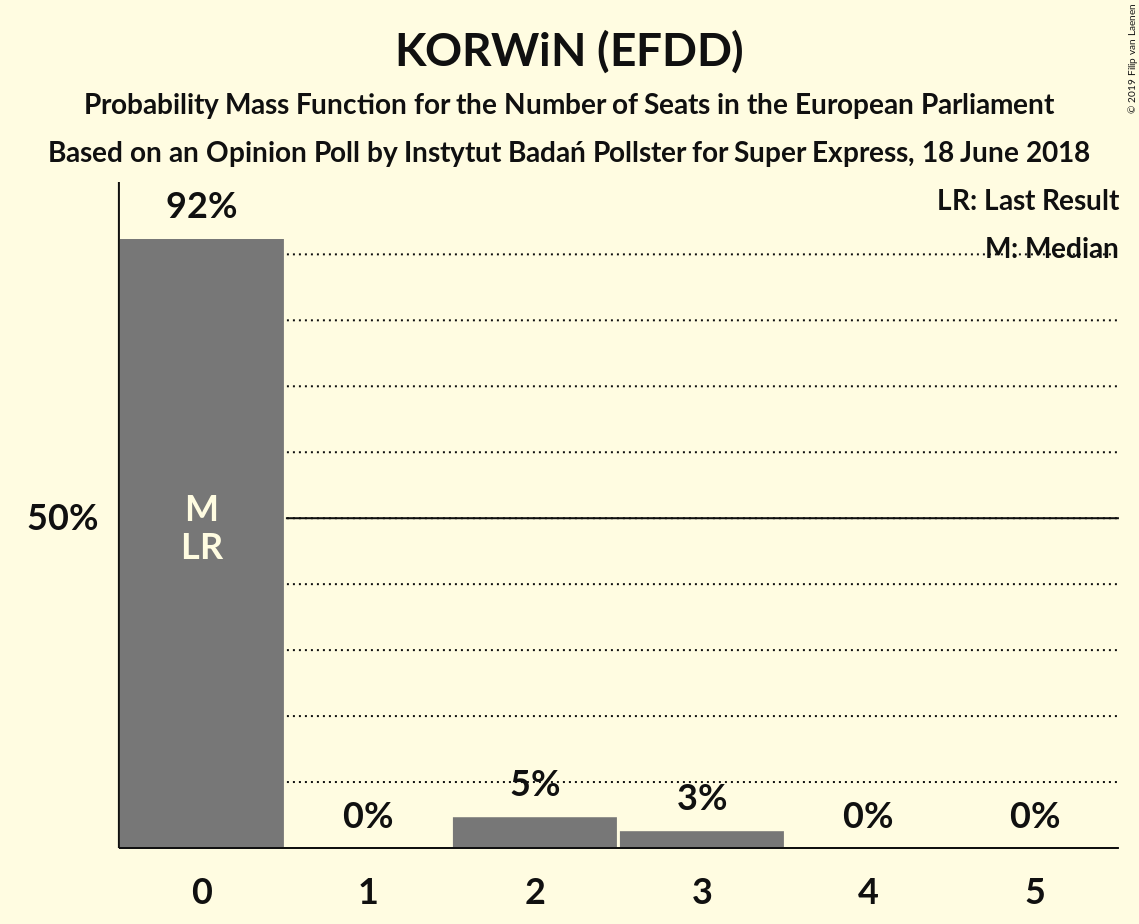 KORWiN (EFDD)
Probability Mass Function for the Number of Seats in the European Parliament
Based on an Opinion Poll by Instytut Badań Pollster for Super Express, 18 June 2018
© 2019 Filip van Laenen
LR: Last Result
M: Median
92%
50%
M
LR
0%
5%
3%
0%
0%
0
1
2
3
4
5